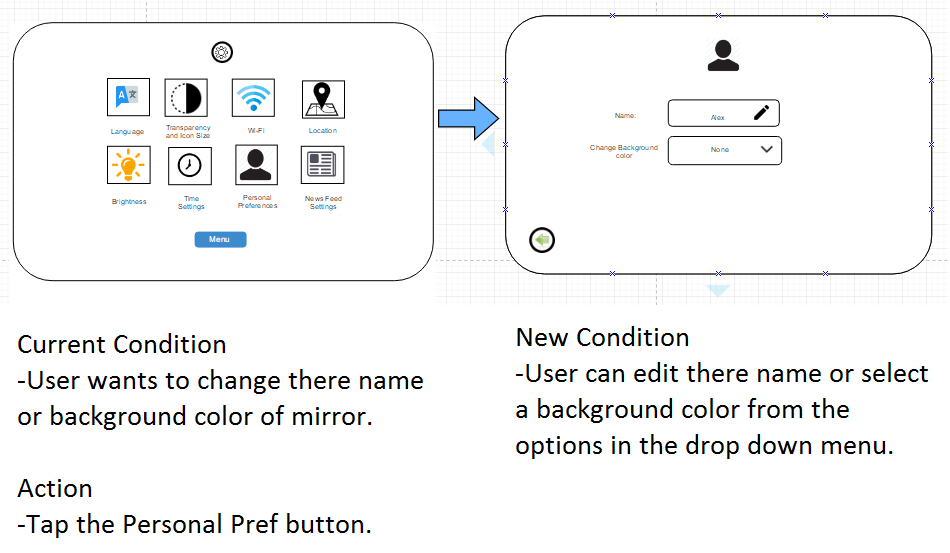 A 文
Language
Transparency
and Icon Size
Wi-Fi
Location
Brightness
Time
Settings
Personal
Preferences
News Feed
Settings
Menu
Name:
Alex
Change Background
color
None
Current Condition
-User wants to change there name
or background color of mirror.
Action
-Tap the Personal Pref button.
New Condition
-User can edit there name or select
a background color from the
options in the drop down menu.